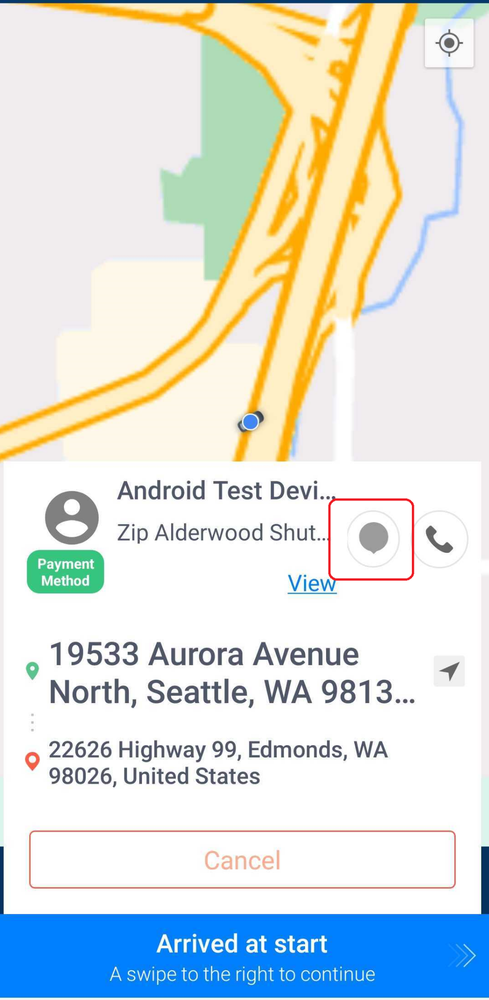 Android Test Devi...
Zip Alderwood Shut...
Payment
Method
View
19533 Aurora Avenue
North, Seattle, WA 9813...
22626 Highway 99, Edmonds, WA
98026, United States
Cancel
Arrived at start
A swipe to the right to continue